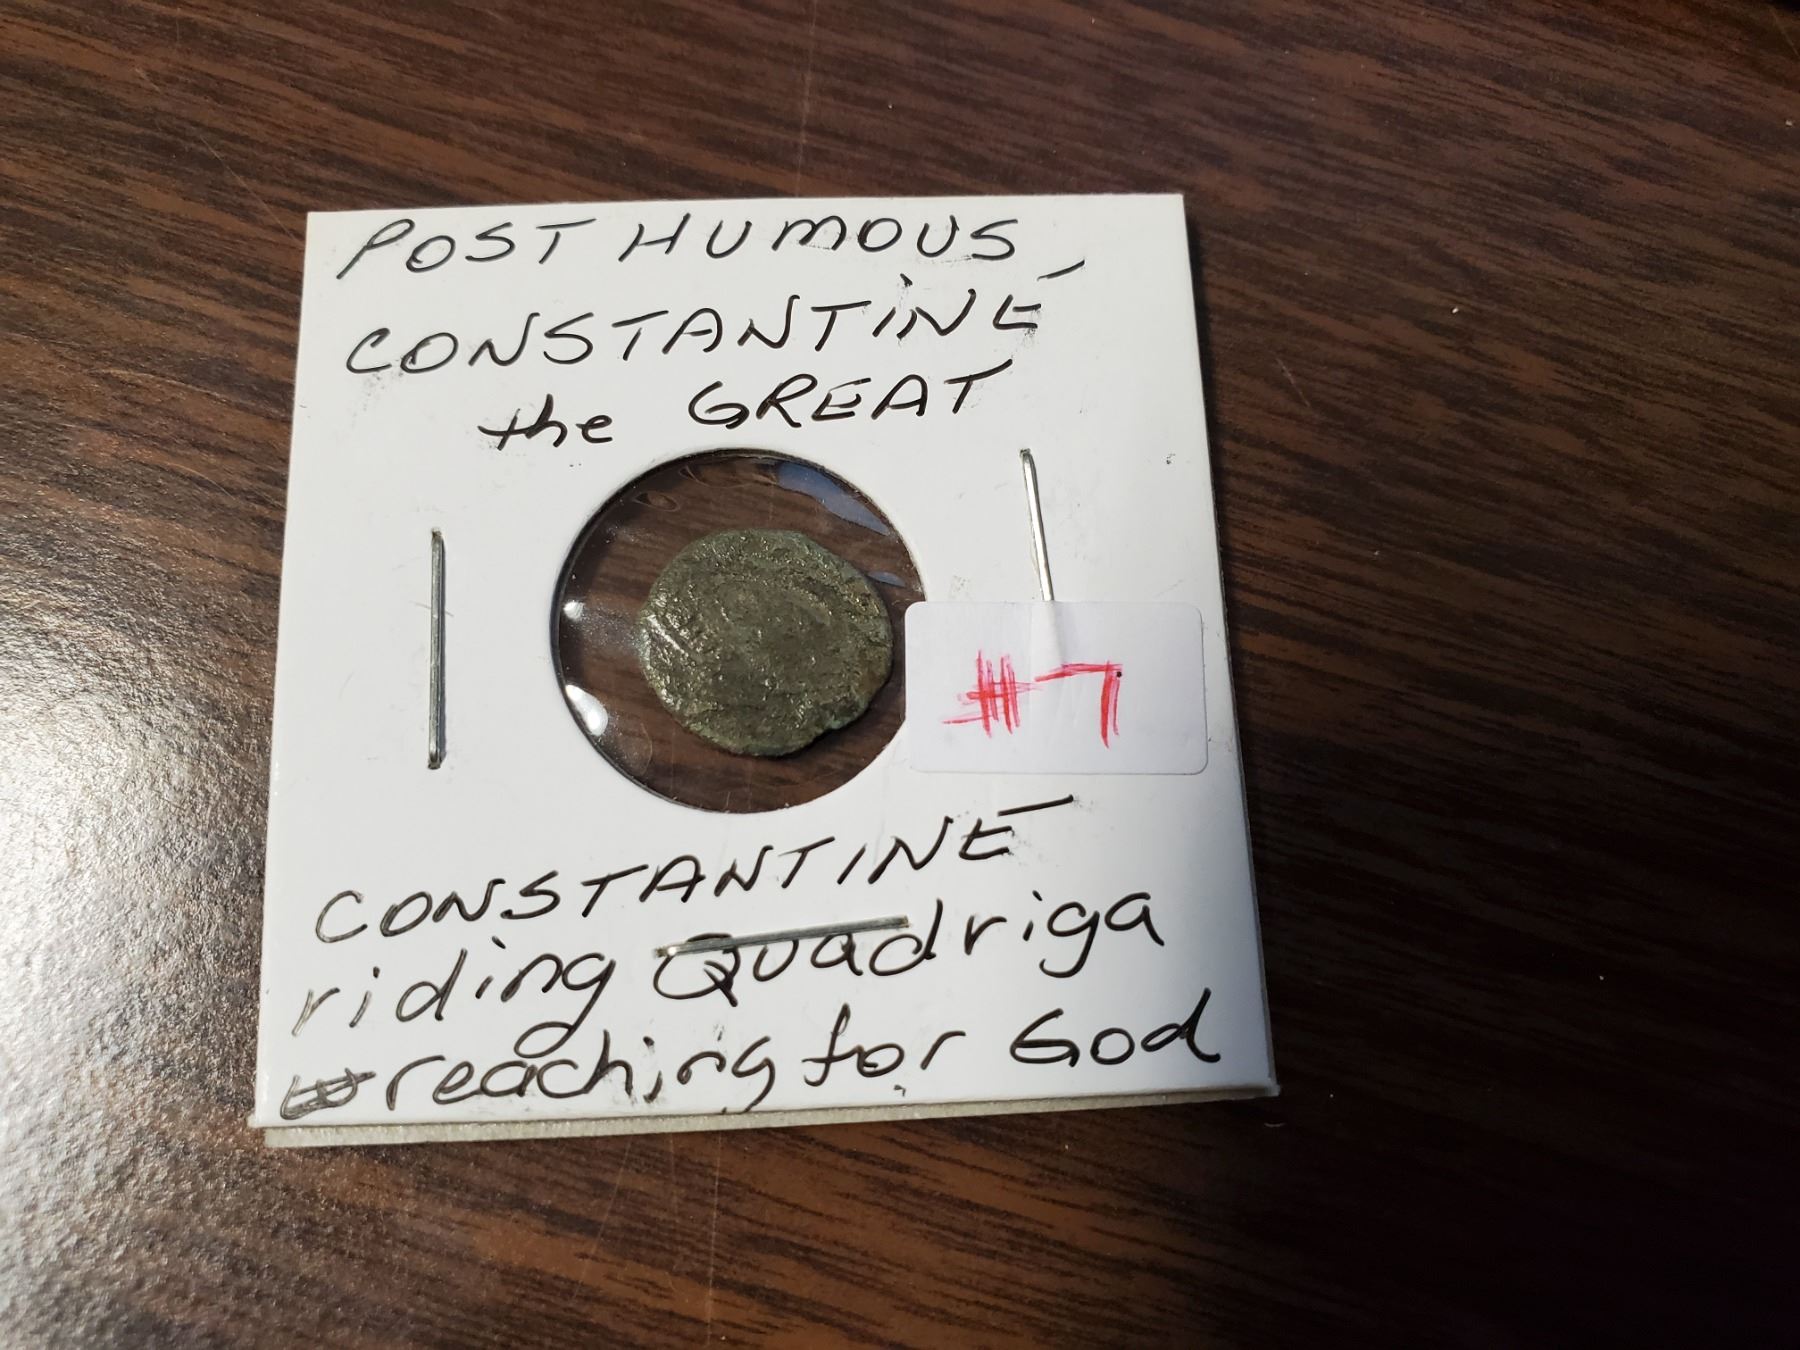 POST HUMOUS
CONSTANTINE
the GREAT
#7
CONSTANTINE
riding Quadriga
reaching for God